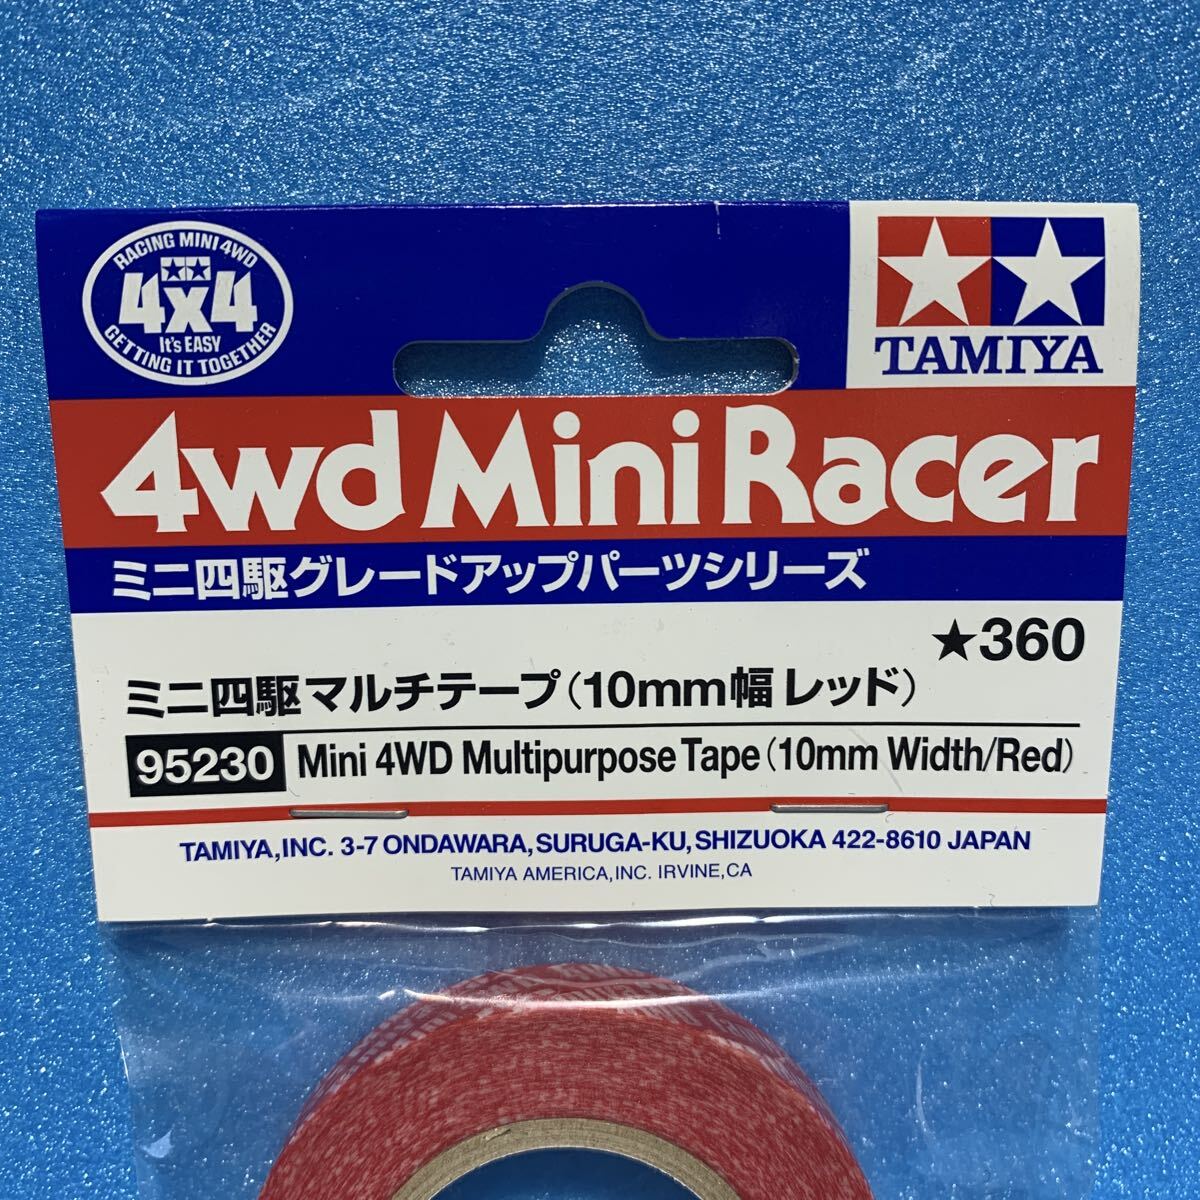 RACING MINI 4WD
4x4
It's EASY
GETTING IT TOGETHER
TAMIYA
4wd Mini Racer
ミニ四駆グレードアップパーツシリーズ
★360
ミニ四駆マルチテープ(10mm幅 レッド)
95230 Mini 4WD Multipurpose Tape (10mm Width/Red)
TAMIYA,INC. 3-7 ONDAWARA,SURUGA-KU,SHIZUOKA 422-8610 JAPAN
TAMIYA AMERICA,INC. IRVINE,CA